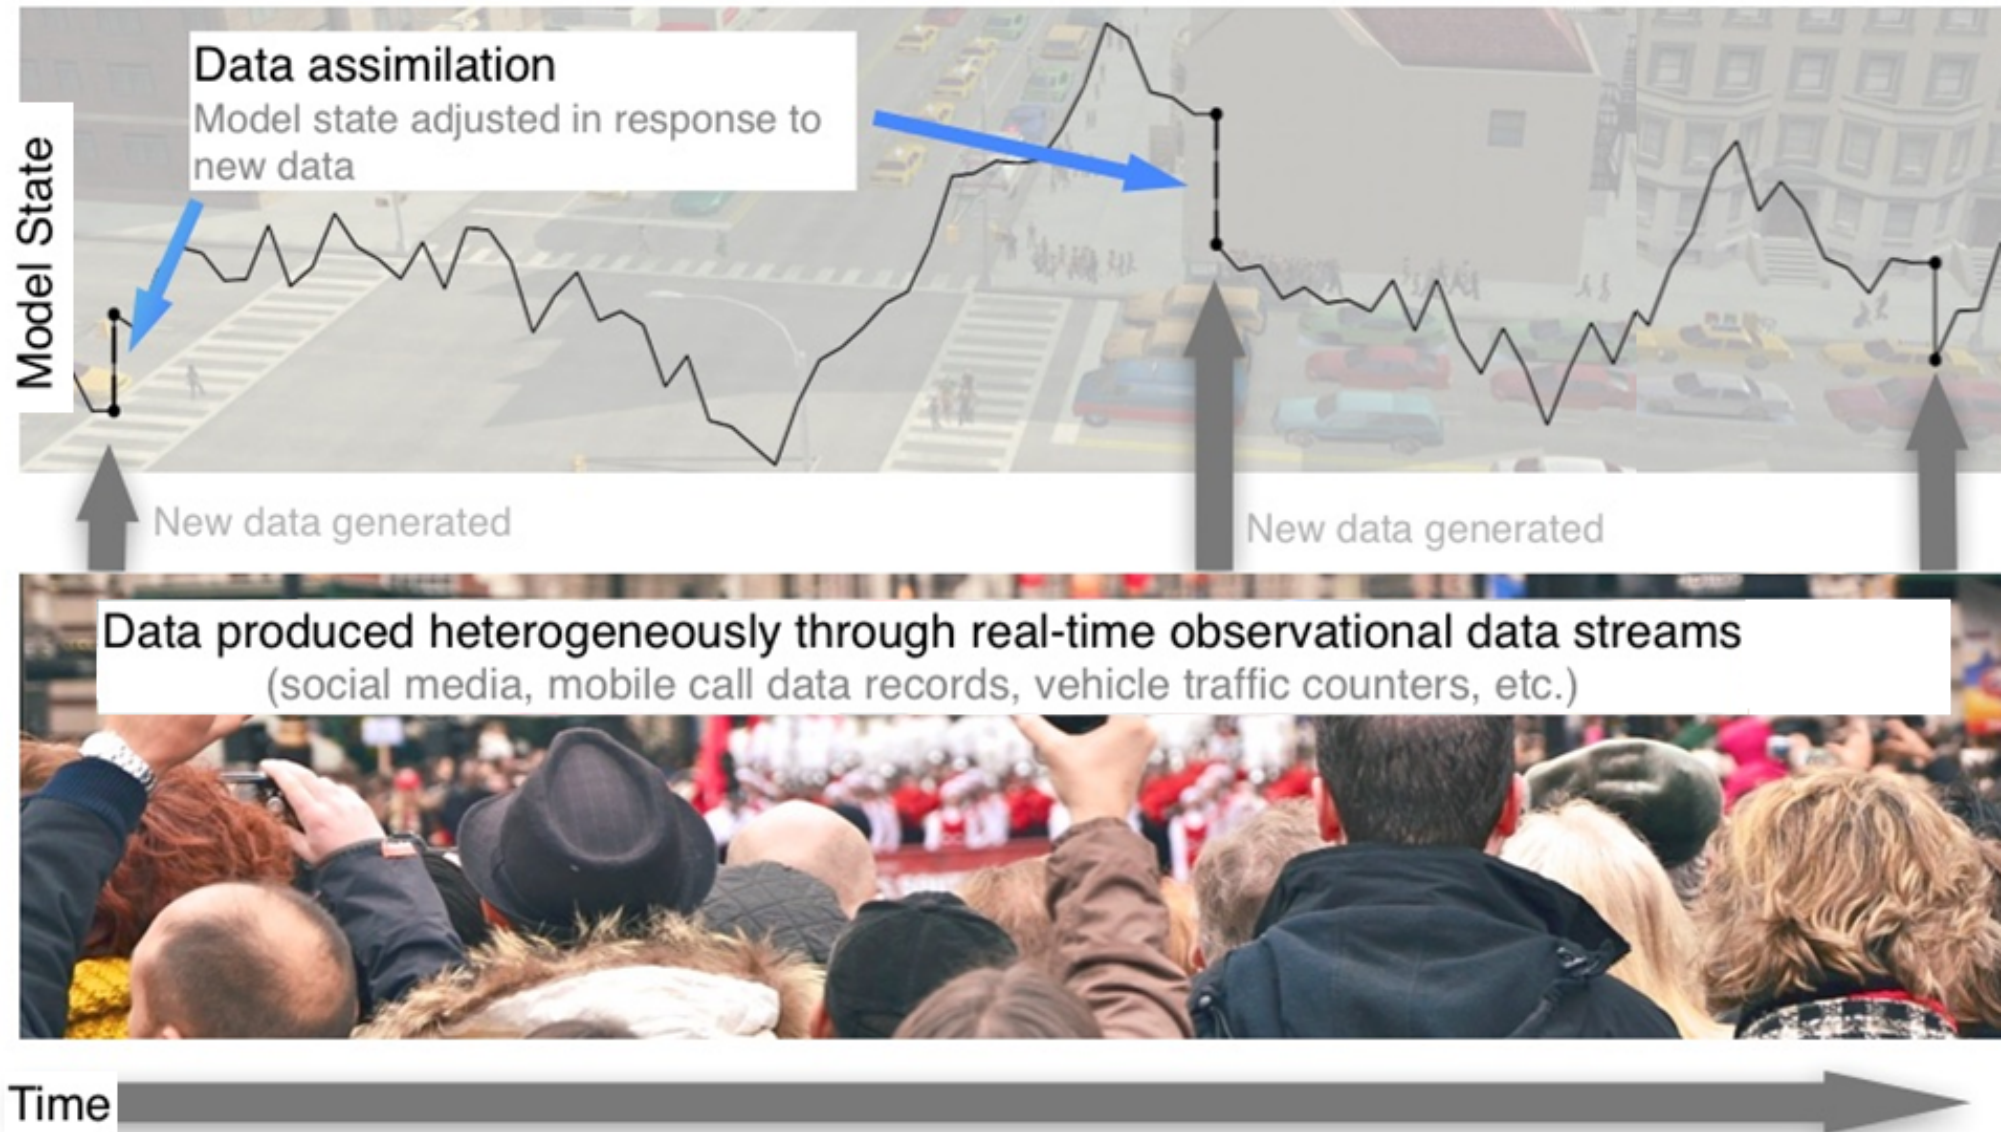 Data assimilation
Model state adjusted in response to
new data
Model State
New data generated
New data generated
Data produced heterogeneously through real-time observational data streams
(social media, mobile call data records, vehicle traffic counters, etc.)
Time